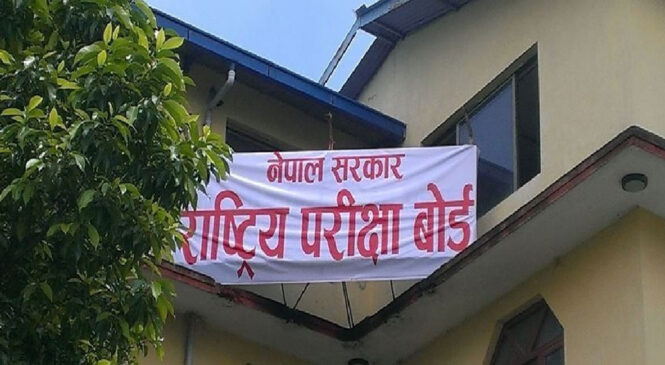 नेपाल सरकार
राष्ट्रिय परीक्षा बोर्ड